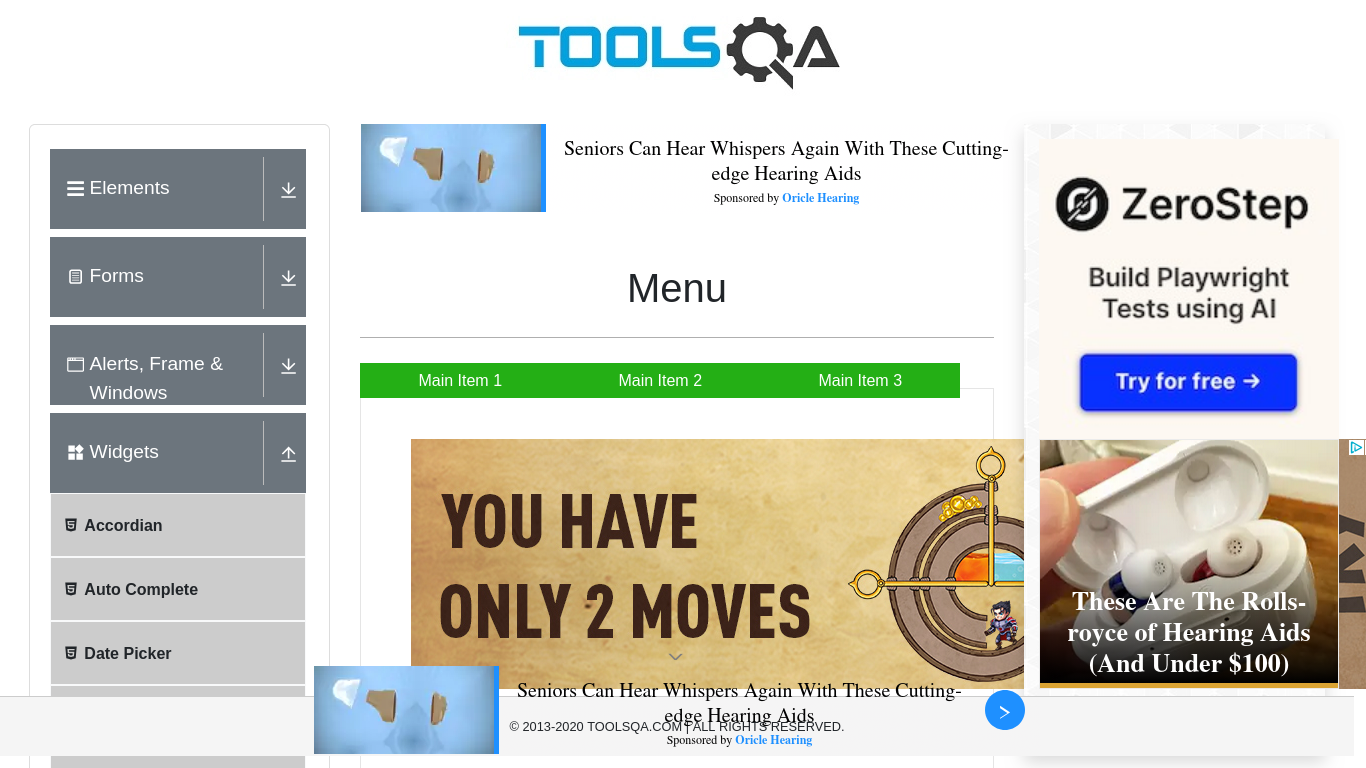 TOOLSQA
Elements
Forms
Alerts, Frame &
Windows
Widgets
Accordian
Auto Complete
Date Picker
Seniors Can Hear Whispers Again With These Cutting-
edge Hearing Aids
Sponsored by Oricle Hearing
Menu
Main Item 1
Main Item 2
Main Item 3
YOU HAVE
ONLY 2 MOVES
ZeroStep
Build Playwright
Tests using AI
Try for free →
These Are The Rolls-
royce of Hearing Aids
(And Under $100)
Seniors Can Hear Whispers Again With These Cutting-
edge Hearing Aids
© 2013-2020 TOOLSQA.COM | ALL RIGHTS RESERVED.
Sponsored by Oricle Hearing